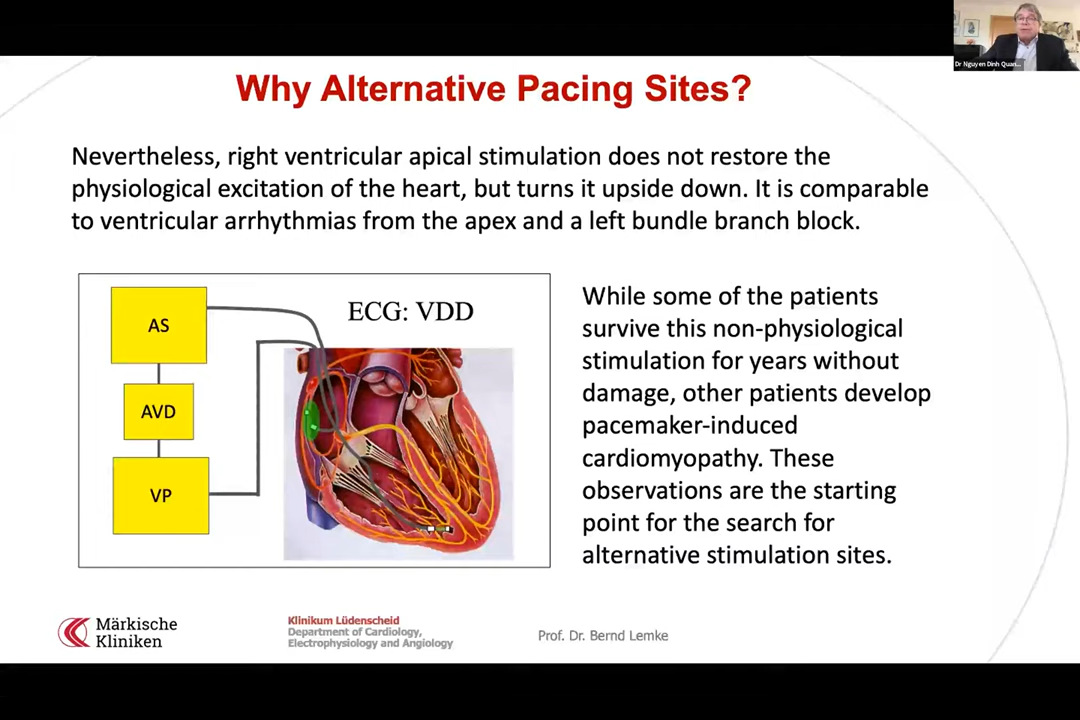 Dr Nguyen Dinh Quan...
Why Alternative Pacing Sites?
Nevertheless, right ventricular apical stimulation does not restore the
physiological excitation of the heart, but turns it upside down. It is comparable
to ventricular arrhythmias from the apex and a left bundle branch block.
AS
ECG: VDD
AVD
VP
While some of the patients
survive this non-physiological
stimulation for years without
damage, other patients develop
pacemaker-induced
cardiomyopathy. These
observations are the starting
point for the search for
alternative stimulation sites.
Märkische
Kliniken
Klinikum Lüdenscheid
Department of Cardiology,
Electrophysiology and Angiology
Prof. Dr. Bernd Lemke